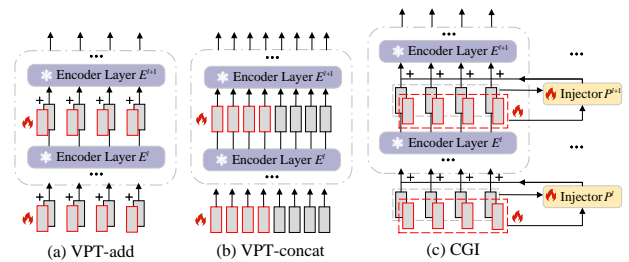 ...
Encoder Layer E^{l+1}
+ + + +
Encoder Layer E^l
...
+ + + +
(a) VPT-add
...
Encoder Layer E^{l+1}
Encoder Layer E^l
...
(b) VPT-concat
...
Encoder Layer E^{l+1}
...
+ + + +
Injector P^{l+1}
Encoder Layer E^l
...
...
+ + + +
Injector P^l
(c) CGI